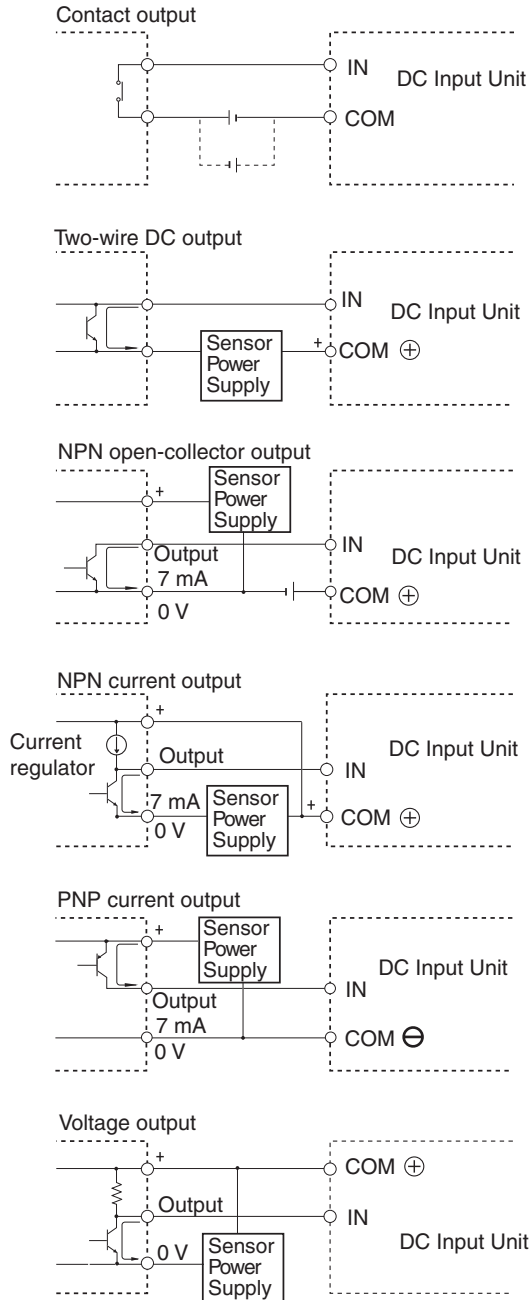 Contact output
IN
DC Input Unit
COM
Two-wire DC output
IN
DC Input Unit
Sensor
Power
Supply
+
COM ⊕
NPN open-collector output
Sensor
Power
Supply
+
Output
IN
DC Input Unit
7 mA
COM ⊕
0 V
NPN current output
+
Current
regulator
Output
DC Input Unit
IN
7 mA
0 V
Sensor
Power
Supply
+
COM ⊕
PNP current output
+
Sensor
Power
Supply
DC Input Unit
Output
IN
7 mA
COM ⊖
0 V
Voltage output
+
COM ⊕
Output
IN
0 V
Sensor
Power
Supply
DC Input Unit